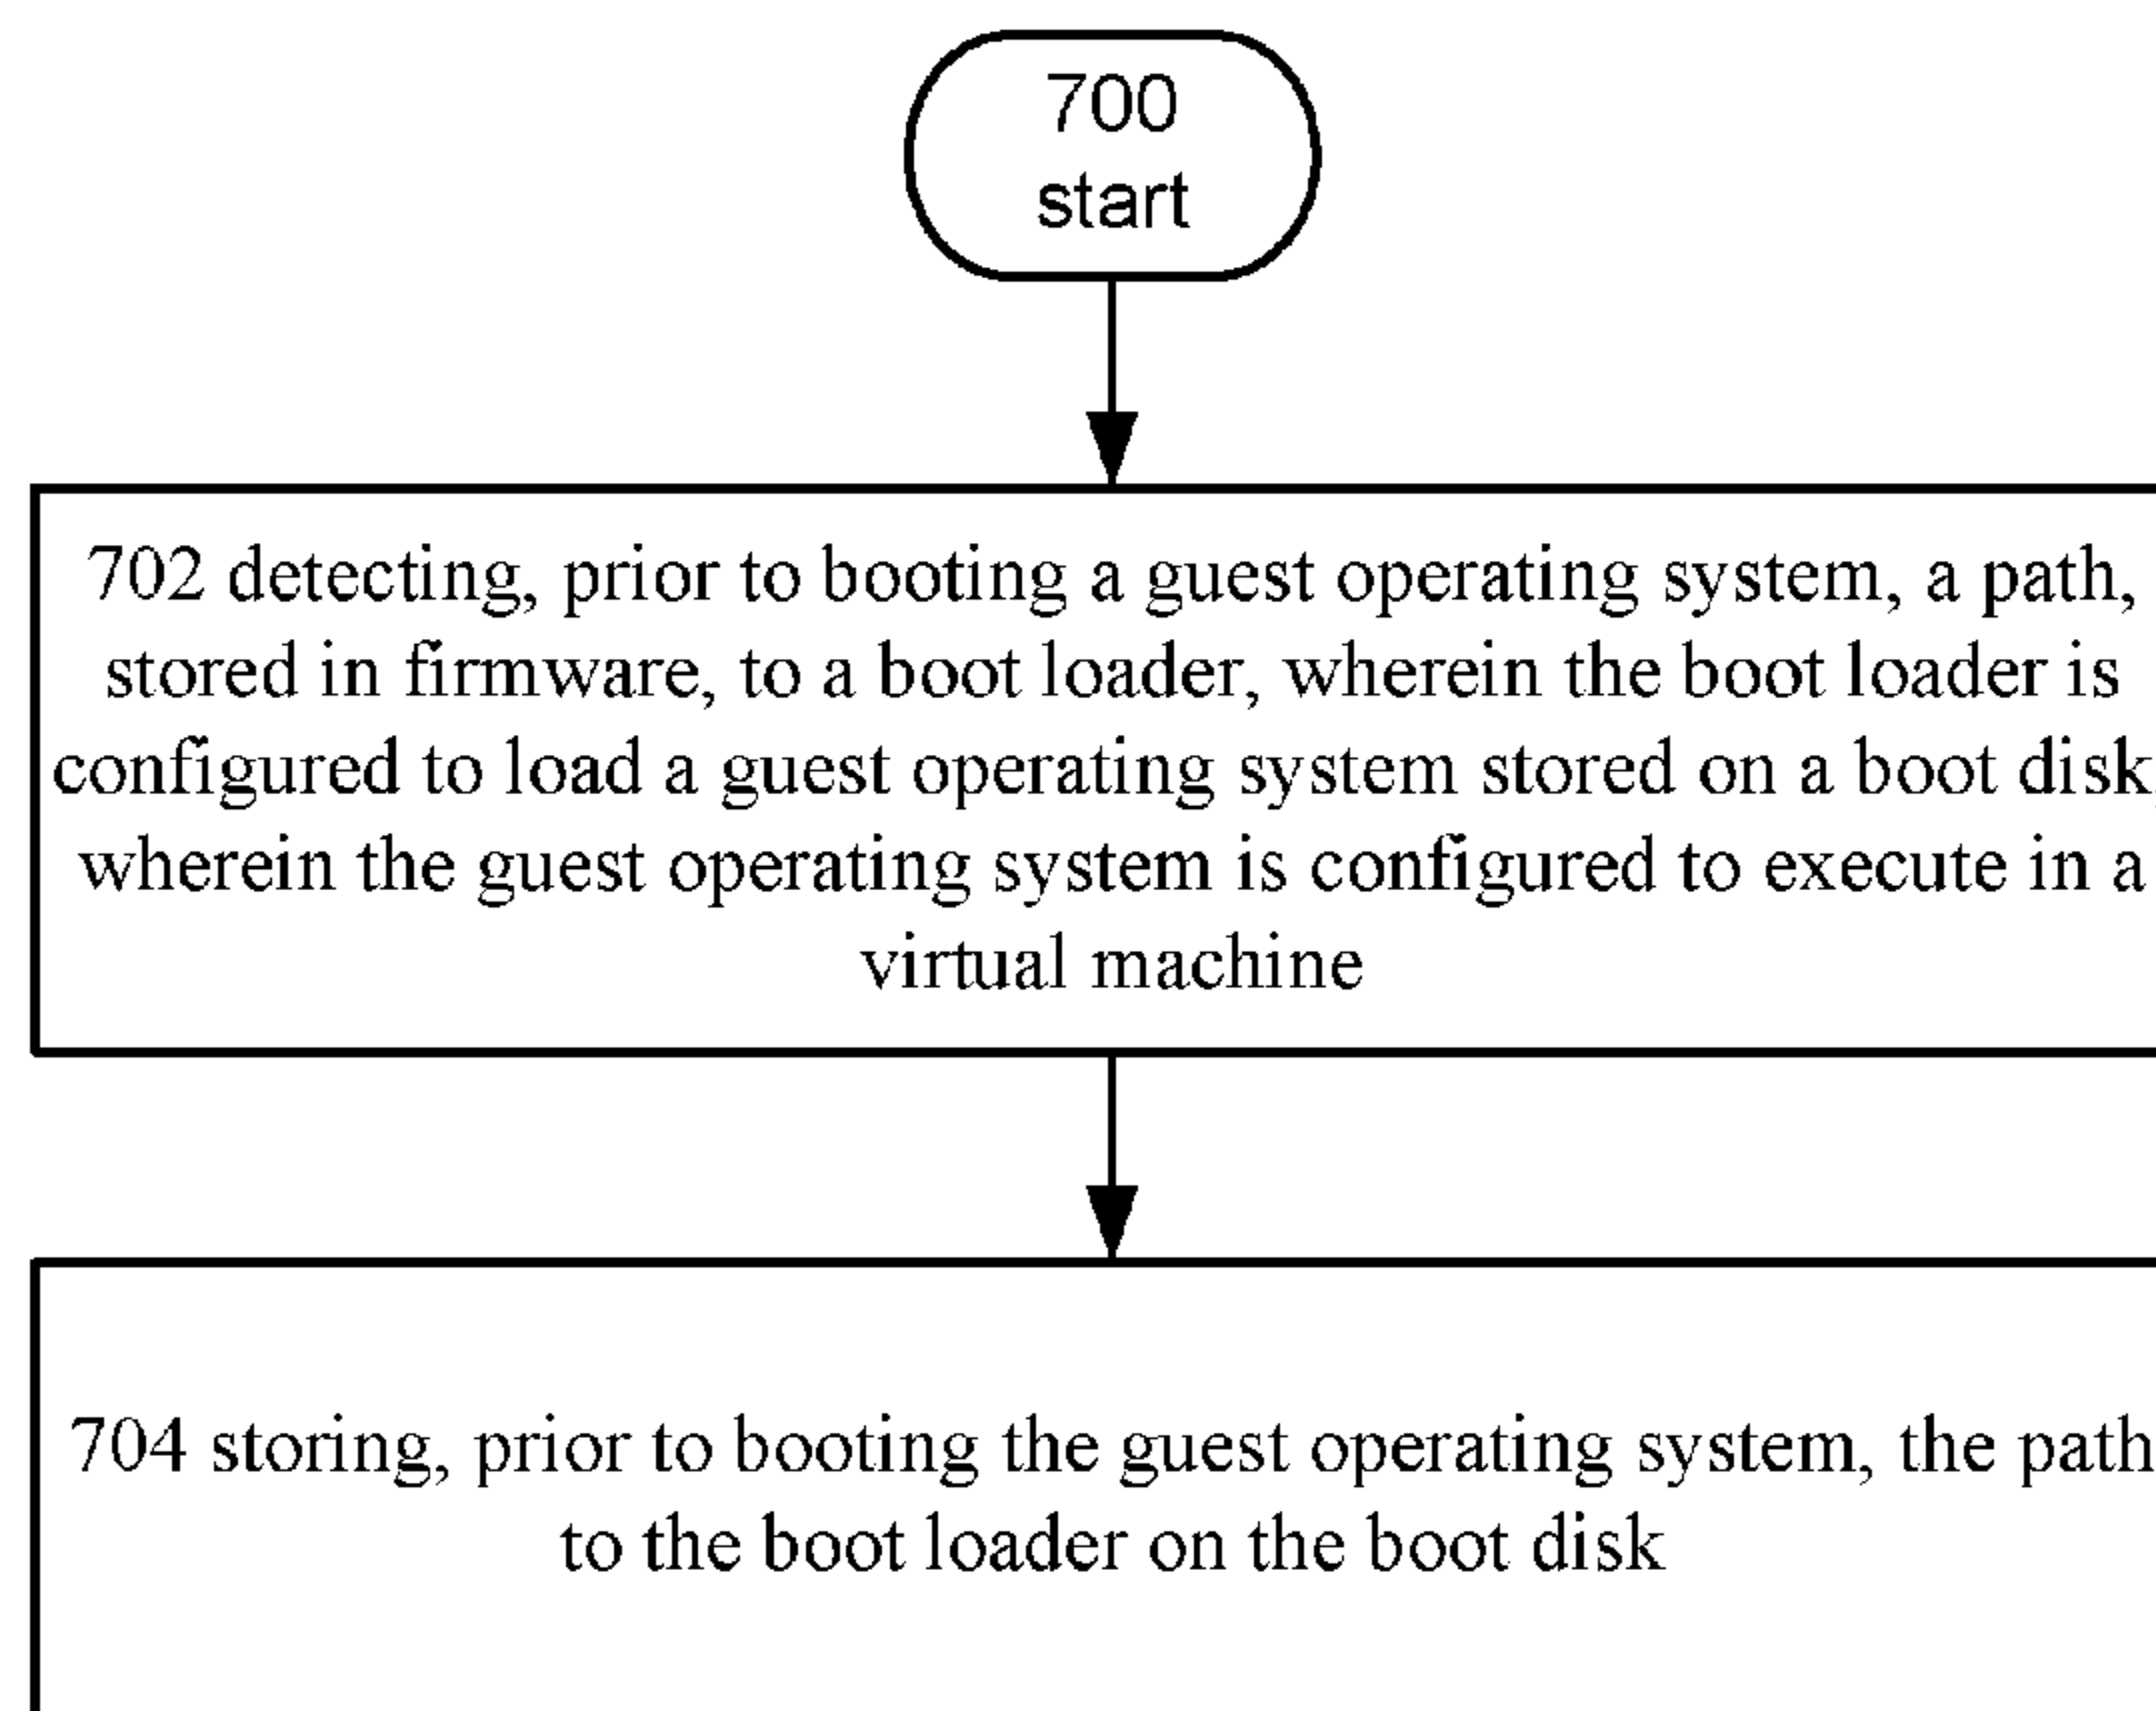 700
start
702 detecting, prior to booting a guest operating system, a path,
stored in firmware, to a boot loader, wherein the boot loader is
configured to load a guest operating system stored on a boot disk,
wherein the guest operating system is configured to execute in a
virtual machine
704 storing, prior to booting the guest operating system, the path
to the boot loader on the boot disk